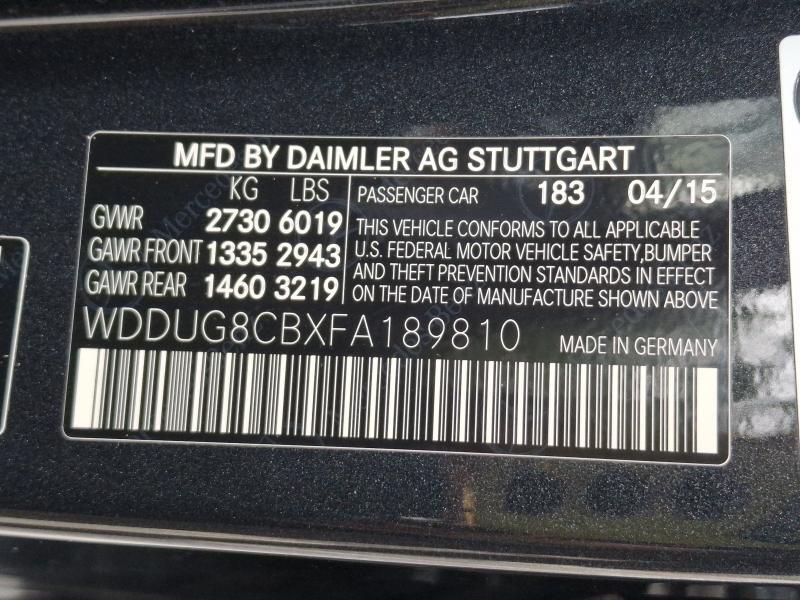 MFD BY DAIMLER AG STUTTGART
KG LBS
GVWR 2730 6019
GAWR FRONT 1335 2943
GAWR REAR 1460 3219
PASSENGER CAR 183 04/15
THIS VEHICLE CONFORMS TO ALL APPLICABLE
U.S. FEDERAL MOTOR VEHICLE SAFETY,BUMPER
AND THEFT PREVENTION STANDARDS IN EFFECT
ON THE DATE OF MANUFACTURE SHOWN ABOVE
WDDUG8CBXFA189810
MADE IN GERMANY